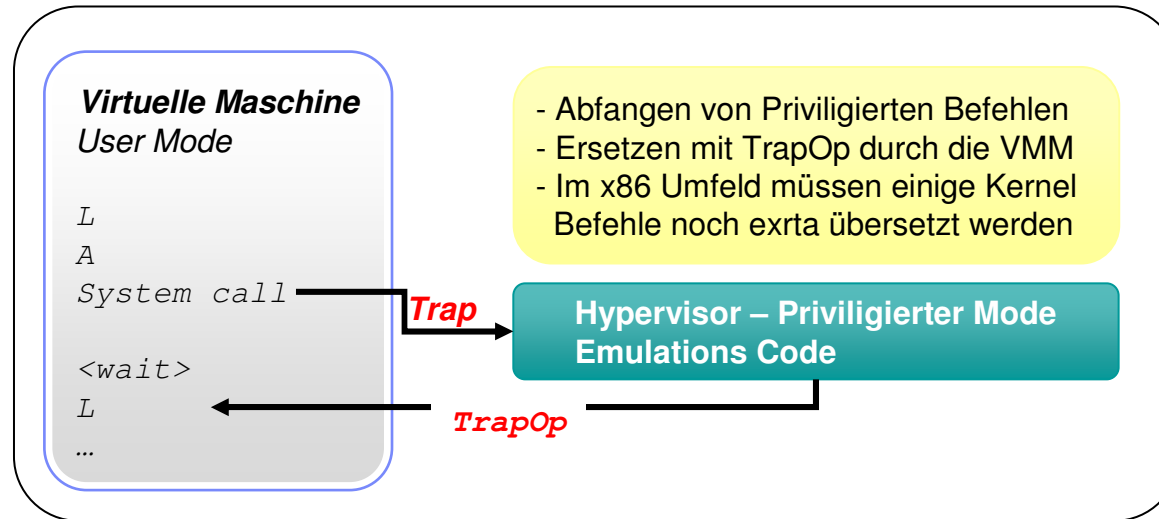 Virtuelle Maschine
User Mode
L
A
System call
<wait>
L
…
- Abfangen von Priviligierten Befehlen
- Ersetzen mit TrapOp durch die VMM
- Im x86 Umfeld müssen einige Kernel
Befehle noch exrta übersetzt werden
Trap
Hypervisor – Priviligierter Mode
Emulations Code
TrapOp